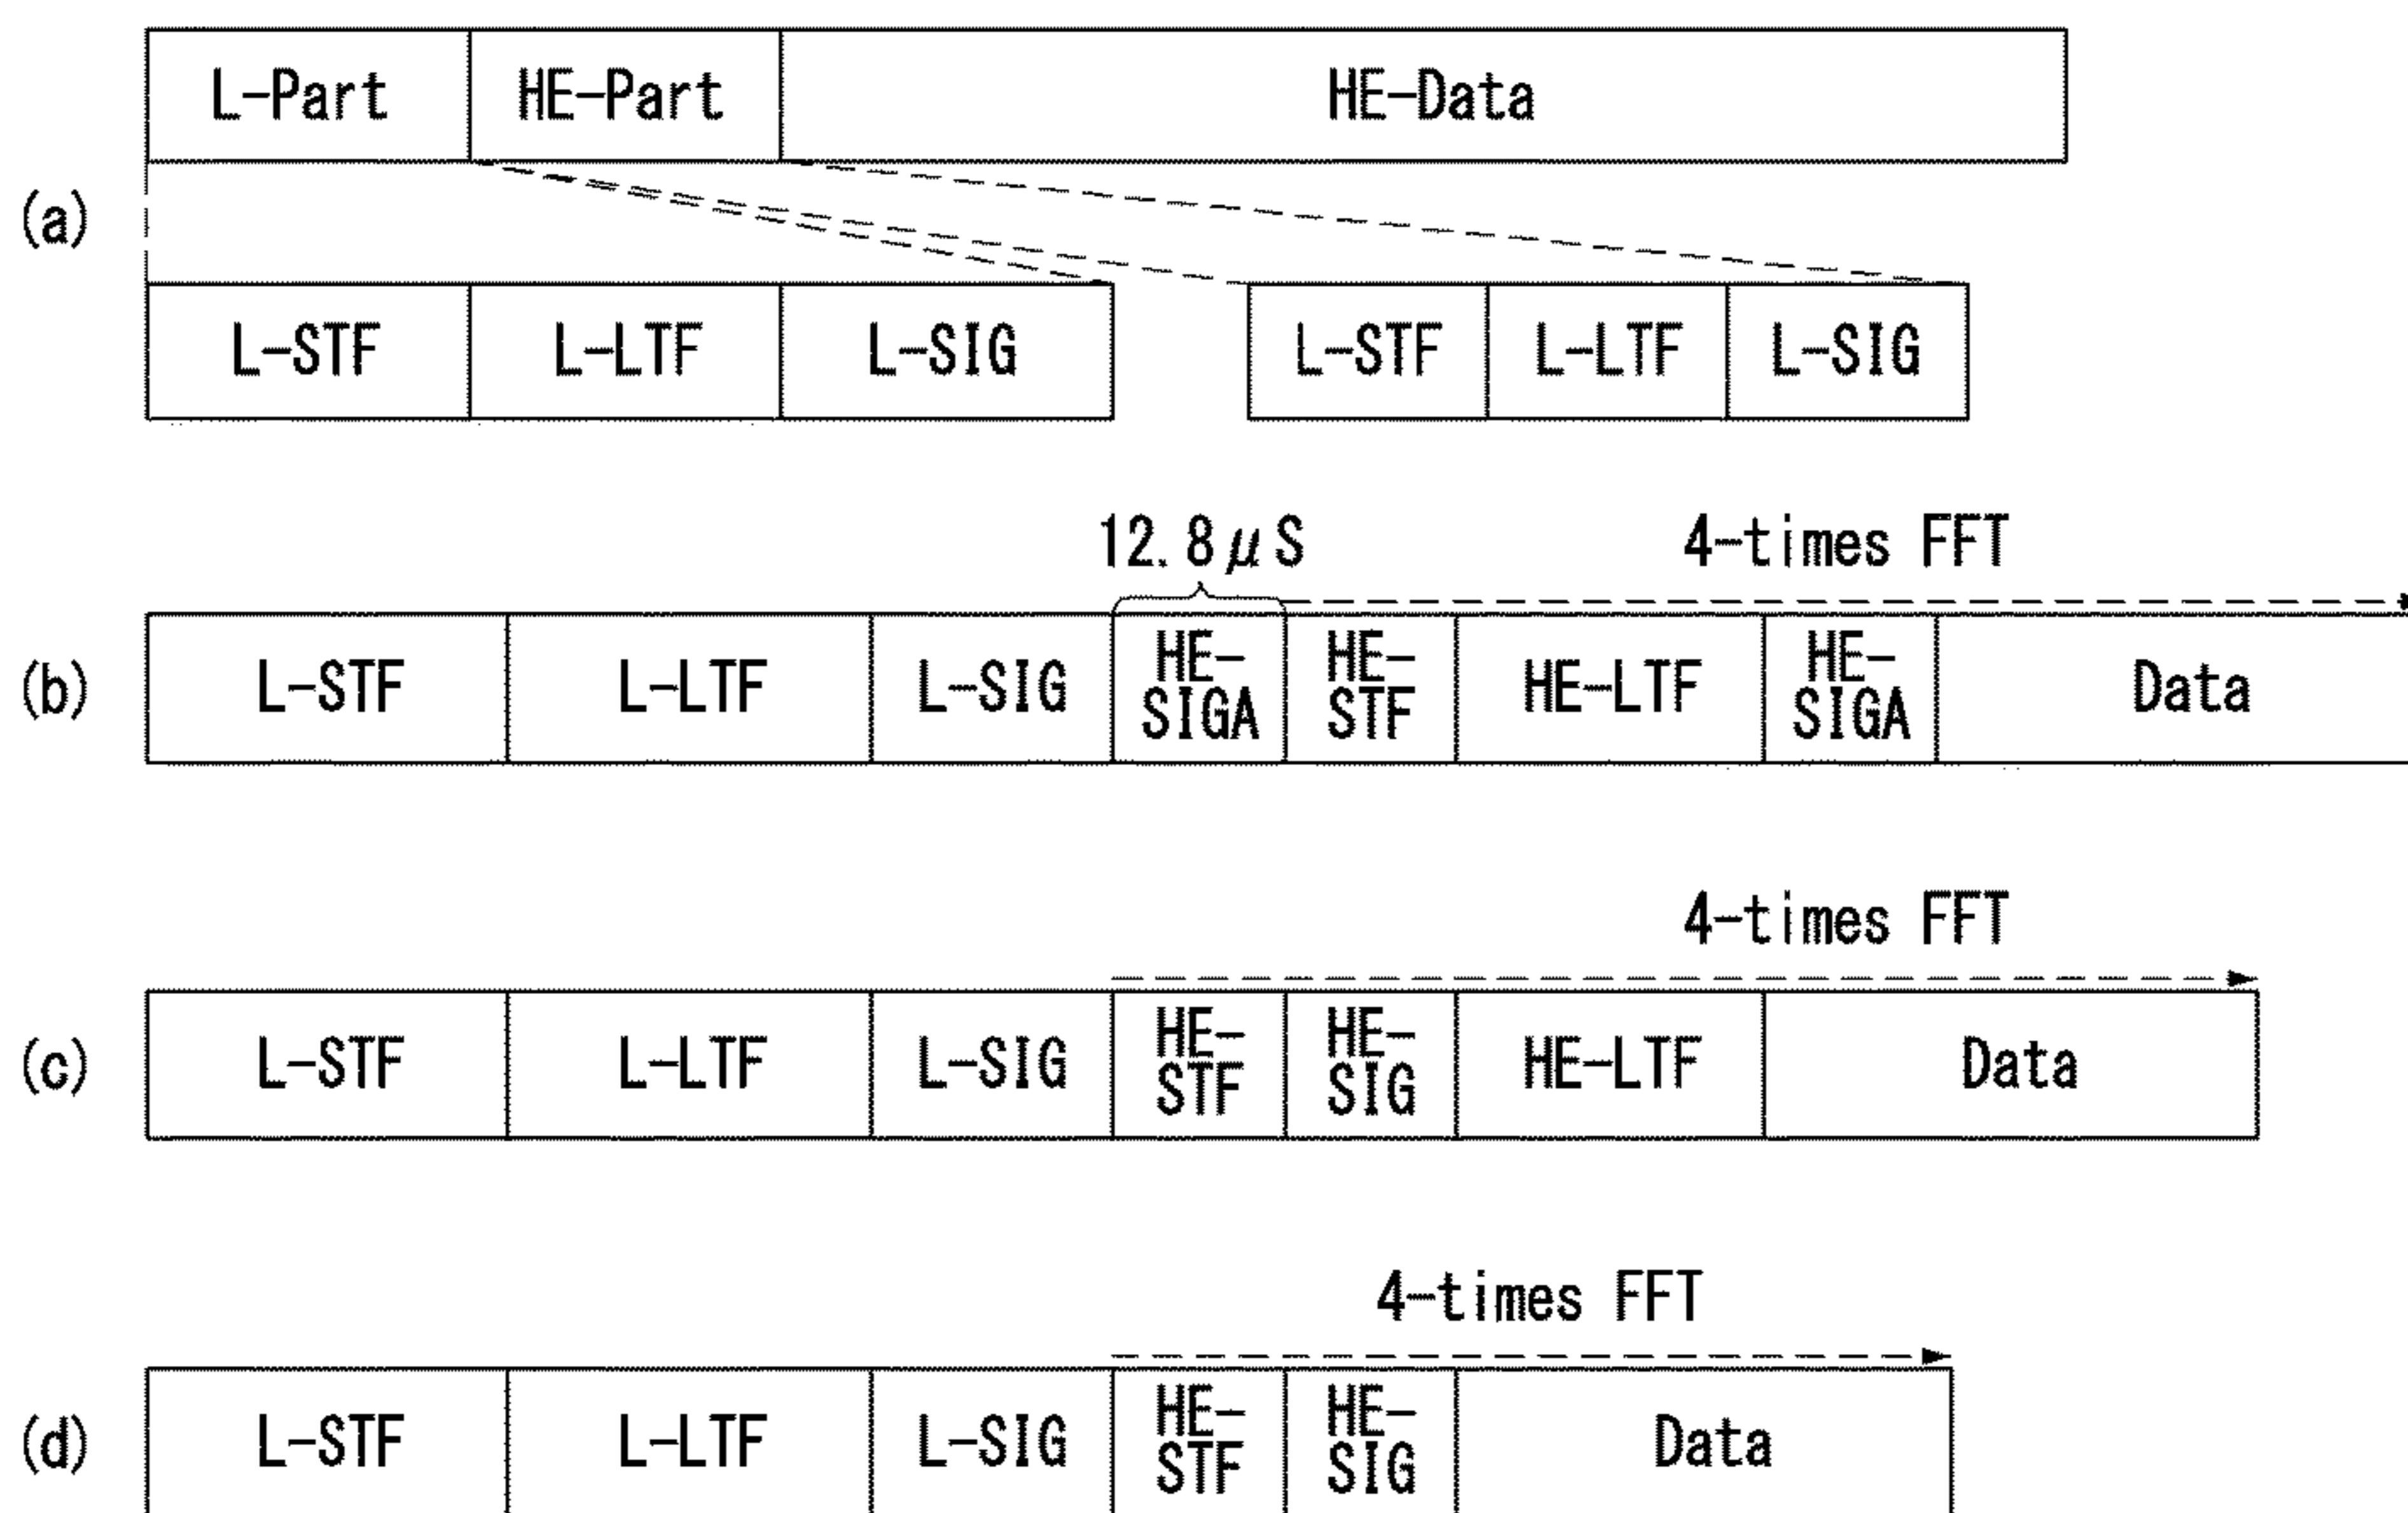 L-Part HE-Part HE-Data
(a)
L-STF L-LTF L-SIG L-STF L-LTF L-SIG
12.8μS 4-times FFT
(b) L-STF L-LTF L-SIG HE-SIGA HE-STF HE-LTF HE-SIGA Data
4-times FFT
(c) L-STF L-LTF L-SIG HE-STF HE-SIG HE-LTF Data
4-times FFT
(d) L-STF L-LTF L-SIG HE-STF HE-SIG Data